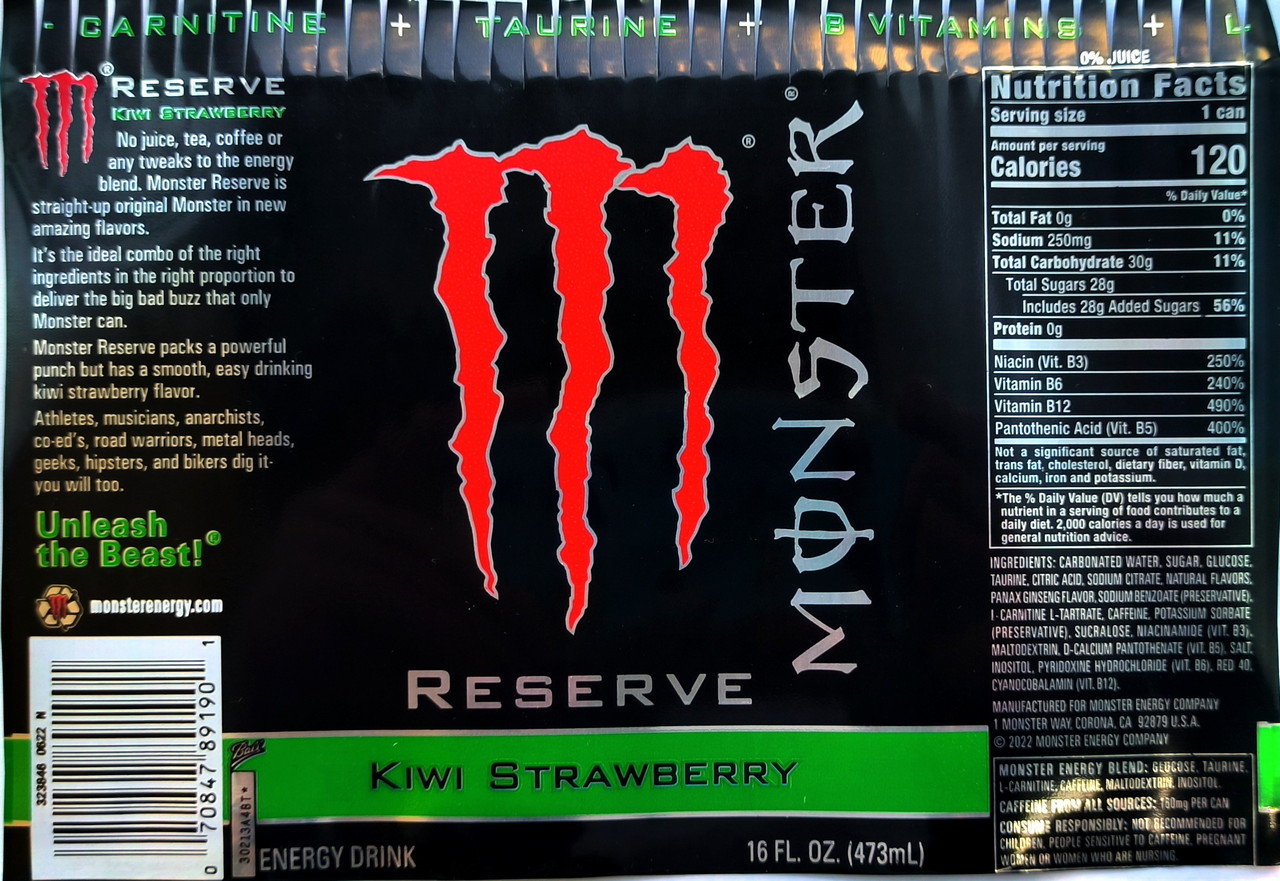 - CARNITINE + TAURINE + B VITAMINS + L-
® RESERVE
KIWI STRAWBERRY
No juice, tea, coffee or
any tweaks to the energy
blend. Monster Reserve is
straight-up original Monster in new
amazing flavors.
It's the ideal combo of the right
ingredients in the right proportion to
deliver the big bad buzz that only
Monster can.
Monster Reserve packs a powerful
punch but has a smooth, easy drinking
kiwi strawberry flavor.
Athletes, musicians, anarchists,
co-ed's, road warriors, metal heads,
geeks, hipsters, and bikers dig it-
you will too.
Unleash
the Beast!®
monsterenergy.com
323846 0622 N
0 70847 89190 1
®
MONSTER®
RESERVE
Ball
KIWI STRAWBERRY
30213A4BT*
ENERGY DRINK
16 FL. OZ. (473mL)
0% JUICE
Nutrition Facts
Serving size 1 can
Amount per serving
Calories 120
% Daily Value*
Total Fat 0g 0%
Sodium 250mg 11%
Total Carbohydrate 30g 11%
Total Sugars 28g
Includes 28g Added Sugars 56%
Protein 0g
Niacin (Vit. B3) 250%
Vitamin B6 240%
Vitamin B12 490%
Pantothenic Acid (Vit. B5) 400%
Not a significant source of saturated fat,
trans fat, cholesterol, dietary fiber, vitamin D,
calcium, iron and potassium.
*The % Daily Value (DV) tells you how much a
nutrient in a serving of food contributes to a
daily diet. 2,000 calories a day is used for
general nutrition advice.
INGREDIENTS: CARBONATED WATER, SUGAR, GLUCOSE,
TAURINE, CITRIC ACID, SODIUM CITRATE, NATURAL FLAVORS,
PANAX GINSENG FLAVOR, SODIUM BENZOATE (PRESERVATIVE),
L-CARNITINE L-TARTRATE, CAFFEINE, POTASSIUM SORBATE
(PRESERVATIVE), SUCRALOSE, NIACINAMIDE (VIT. B3),
MALTODEXTRIN, D-CALCIUM PANTOTHENATE (VIT. B5), SALT,
INOSITOL, PYRIDOXINE HYDROCHLORIDE (VIT. B6), RED 40,
CYANOCOBALAMIN (VIT. B12).
MANUFACTURED FOR MONSTER ENERGY COMPANY
1 MONSTER WAY, CORONA, CA 92879 U.S.A.
© 2022 MONSTER ENERGY COMPANY
MONSTER ENERGY BLEND: GLUCOSE, TAURINE,
L-CARNITINE, CAFFEINE, MALTODEXTRIN, INOSITOL.
CAFFEINE FROM ALL SOURCES: 160mg PER CAN
CONSUME RESPONSIBLY: NOT RECOMMENDED FOR
CHILDREN, PEOPLE SENSITIVE TO CAFFEINE, PREGNANT
WOMEN OR WOMEN WHO ARE NURSING.